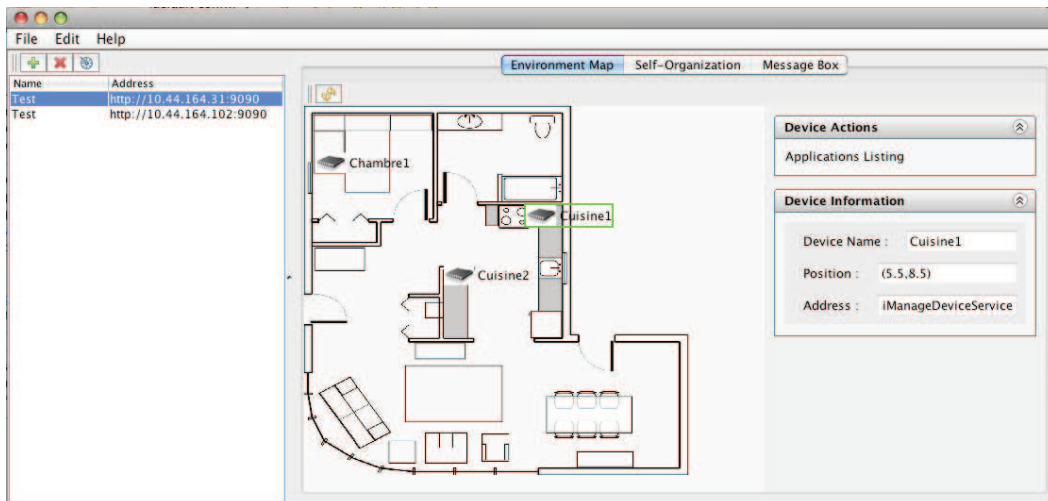 File Edit Help
Environment Map Self-Organization Message Box
Name Address
Test http://10.44.164.31:9090
Test http://10.44.164.102:9090
Chambre1
Cuisine1
Cuisine2
Device Actions
Applications Listing
Device Information
Device Name : Cuisine1
Position : (5.5,8.5)
Address : iManageDeviceService